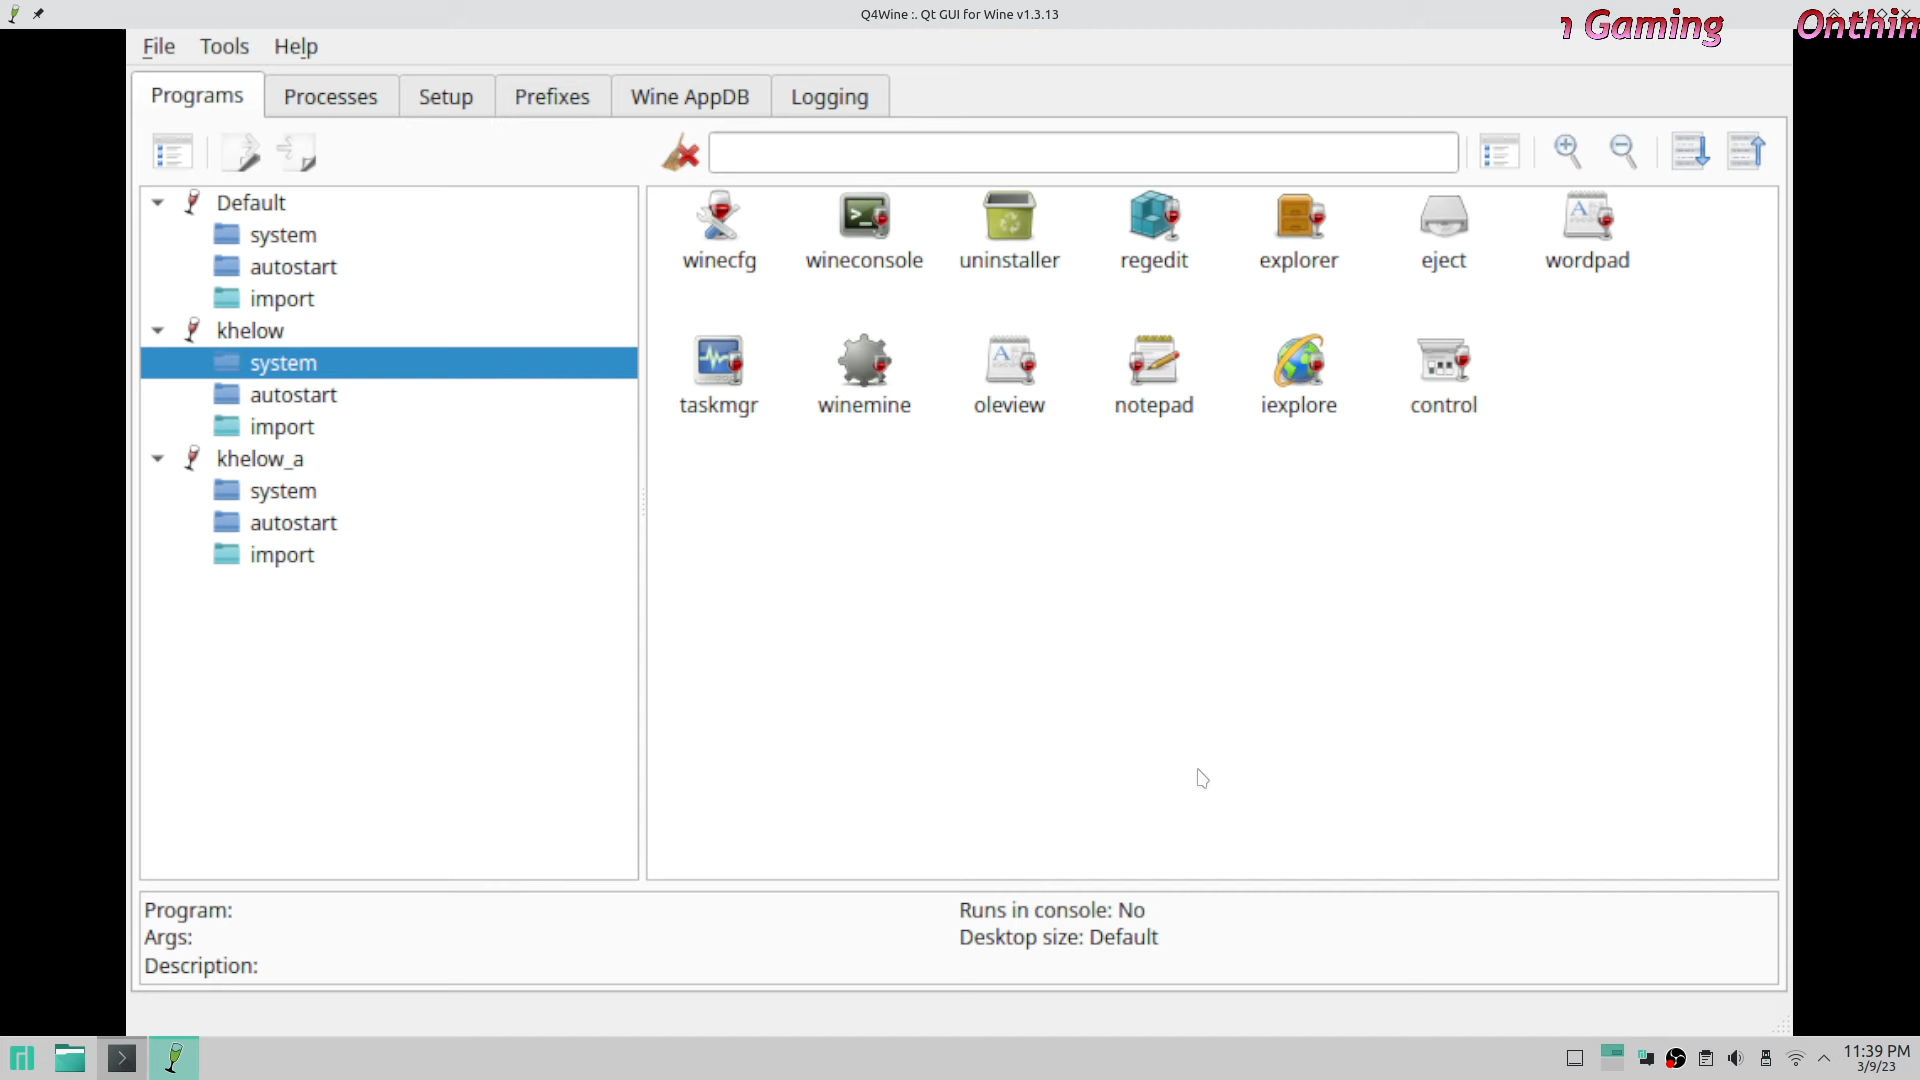 Q4Wine :. Qt GUI for Wine v1.3.13
n Gaming Onthin
File Tools Help
Programs Processes Setup Prefixes Wine AppDB Logging
Default
system
autostart
import
khelow
system
autostart
import
khelow_a
system
autostart
import
winecfg wineconsole uninstaller regedit explorer eject wordpad
taskmgr winemine oleview notepad iexplore control
Program:
Args:
Description:
Runs in console: No
Desktop size: Default
11:39 PM
3/9/23